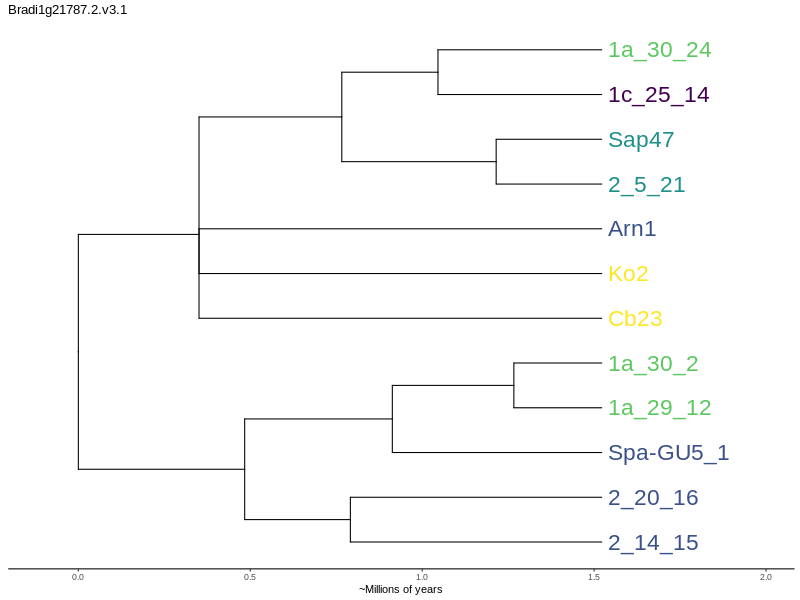 Bradi1g21787.2.v3.1
1a_30_24
1c_25_14
Sap47
2_5_21
Arn1
Ko2
Cb23
1a_30_2
1a_29_12
Spa-GU5_1
2_20_16
2_14_15
0.0 0.5 1.0 1.5 2.0
~Millions of years